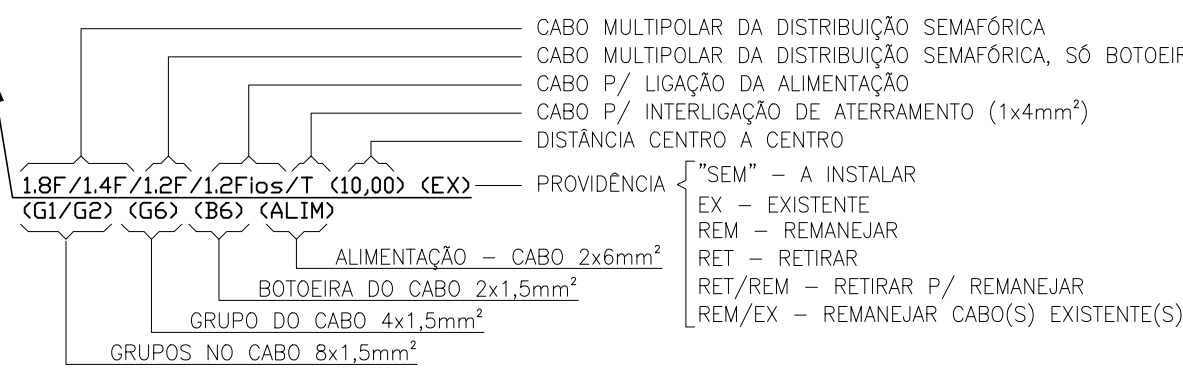 CABO MULTIPOLAR DA DISTRIBUIÇÃO SEMAFÓRICA
CABO MULTIPOLAR DA DISTRIBUIÇÃO SEMAFÓRICA, SÓ
CABO P/ LIGAÇÃO DA ALIMENTAÇÃO
CABO P/ INTERLIGAÇÃO DE ATERRAMENTO (1x4mm²)
DISTÂNCIA CENTRO A CENTRO
1.8F/1.4F/1.2F/1.2Fios/T (10,00) (EX)
(G1/G2) (G6) (B6) (ALIM)
PROVIDÊNCIA
"SEM" – A INSTALAR
EX – EXISTENTE
REM – REMANEJAR
RET – RETIRAR
RET/REM – RETIRAR P/ REMANEJAR
REM/EX – REMANEJAR CABO(S) EXISTENTE(S)
ALIMENTAÇÃO – CABO 2x6mm²
BOTOEIRA DO CABO 2x1,5mm²
GRUPO DO CABO 4x1,5mm²
GRUPOS NO CABO 8x1,5mm²